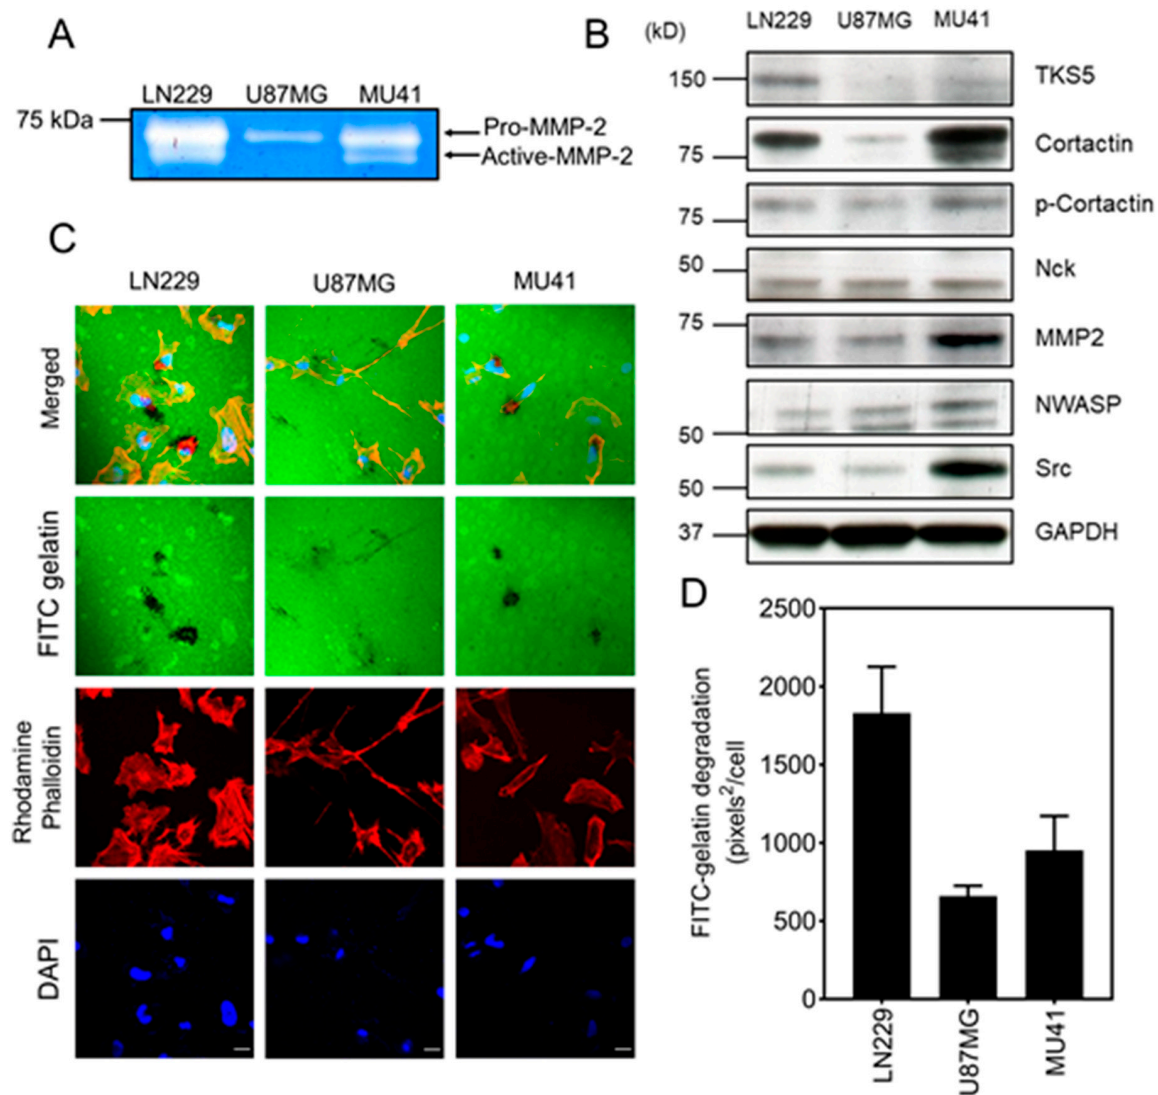 A
LN229 U87MG MU41
75 kDa
Pro-MMP-2
Active-MMP-2
B
(kD)
LN229 U87MG MU41
150
TKS5
75
Cortactin
75
p-Cortactin
50
Nck
75
MMP2
50
NWASP
50
Src
37
GAPDH
C
LN229 U87MG MU41
Merged
FITC gelatin
Rhodamine
Phalloidin
DAPI
D
FITC-gelatin degradation
(pixels²/cell
2500
2000
1500
1000
500
0
LN229
U87MG
MU41